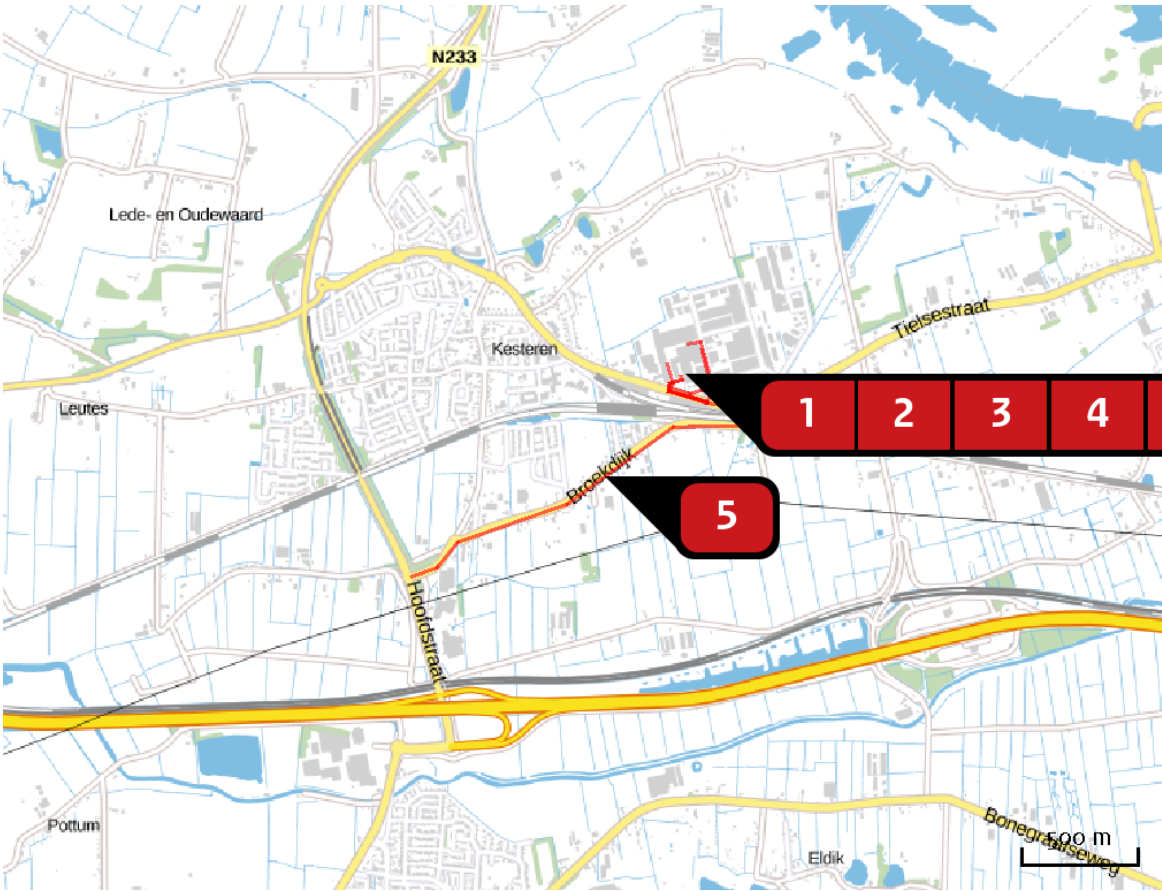 N233
Lede- en Oudewaard
Tielsestraat
Kesteren
Leutes
1 2 3 4
Broekdijk
5
Hoofdstraat
Pottum
Bonegraafseweg
500 m
Eldik